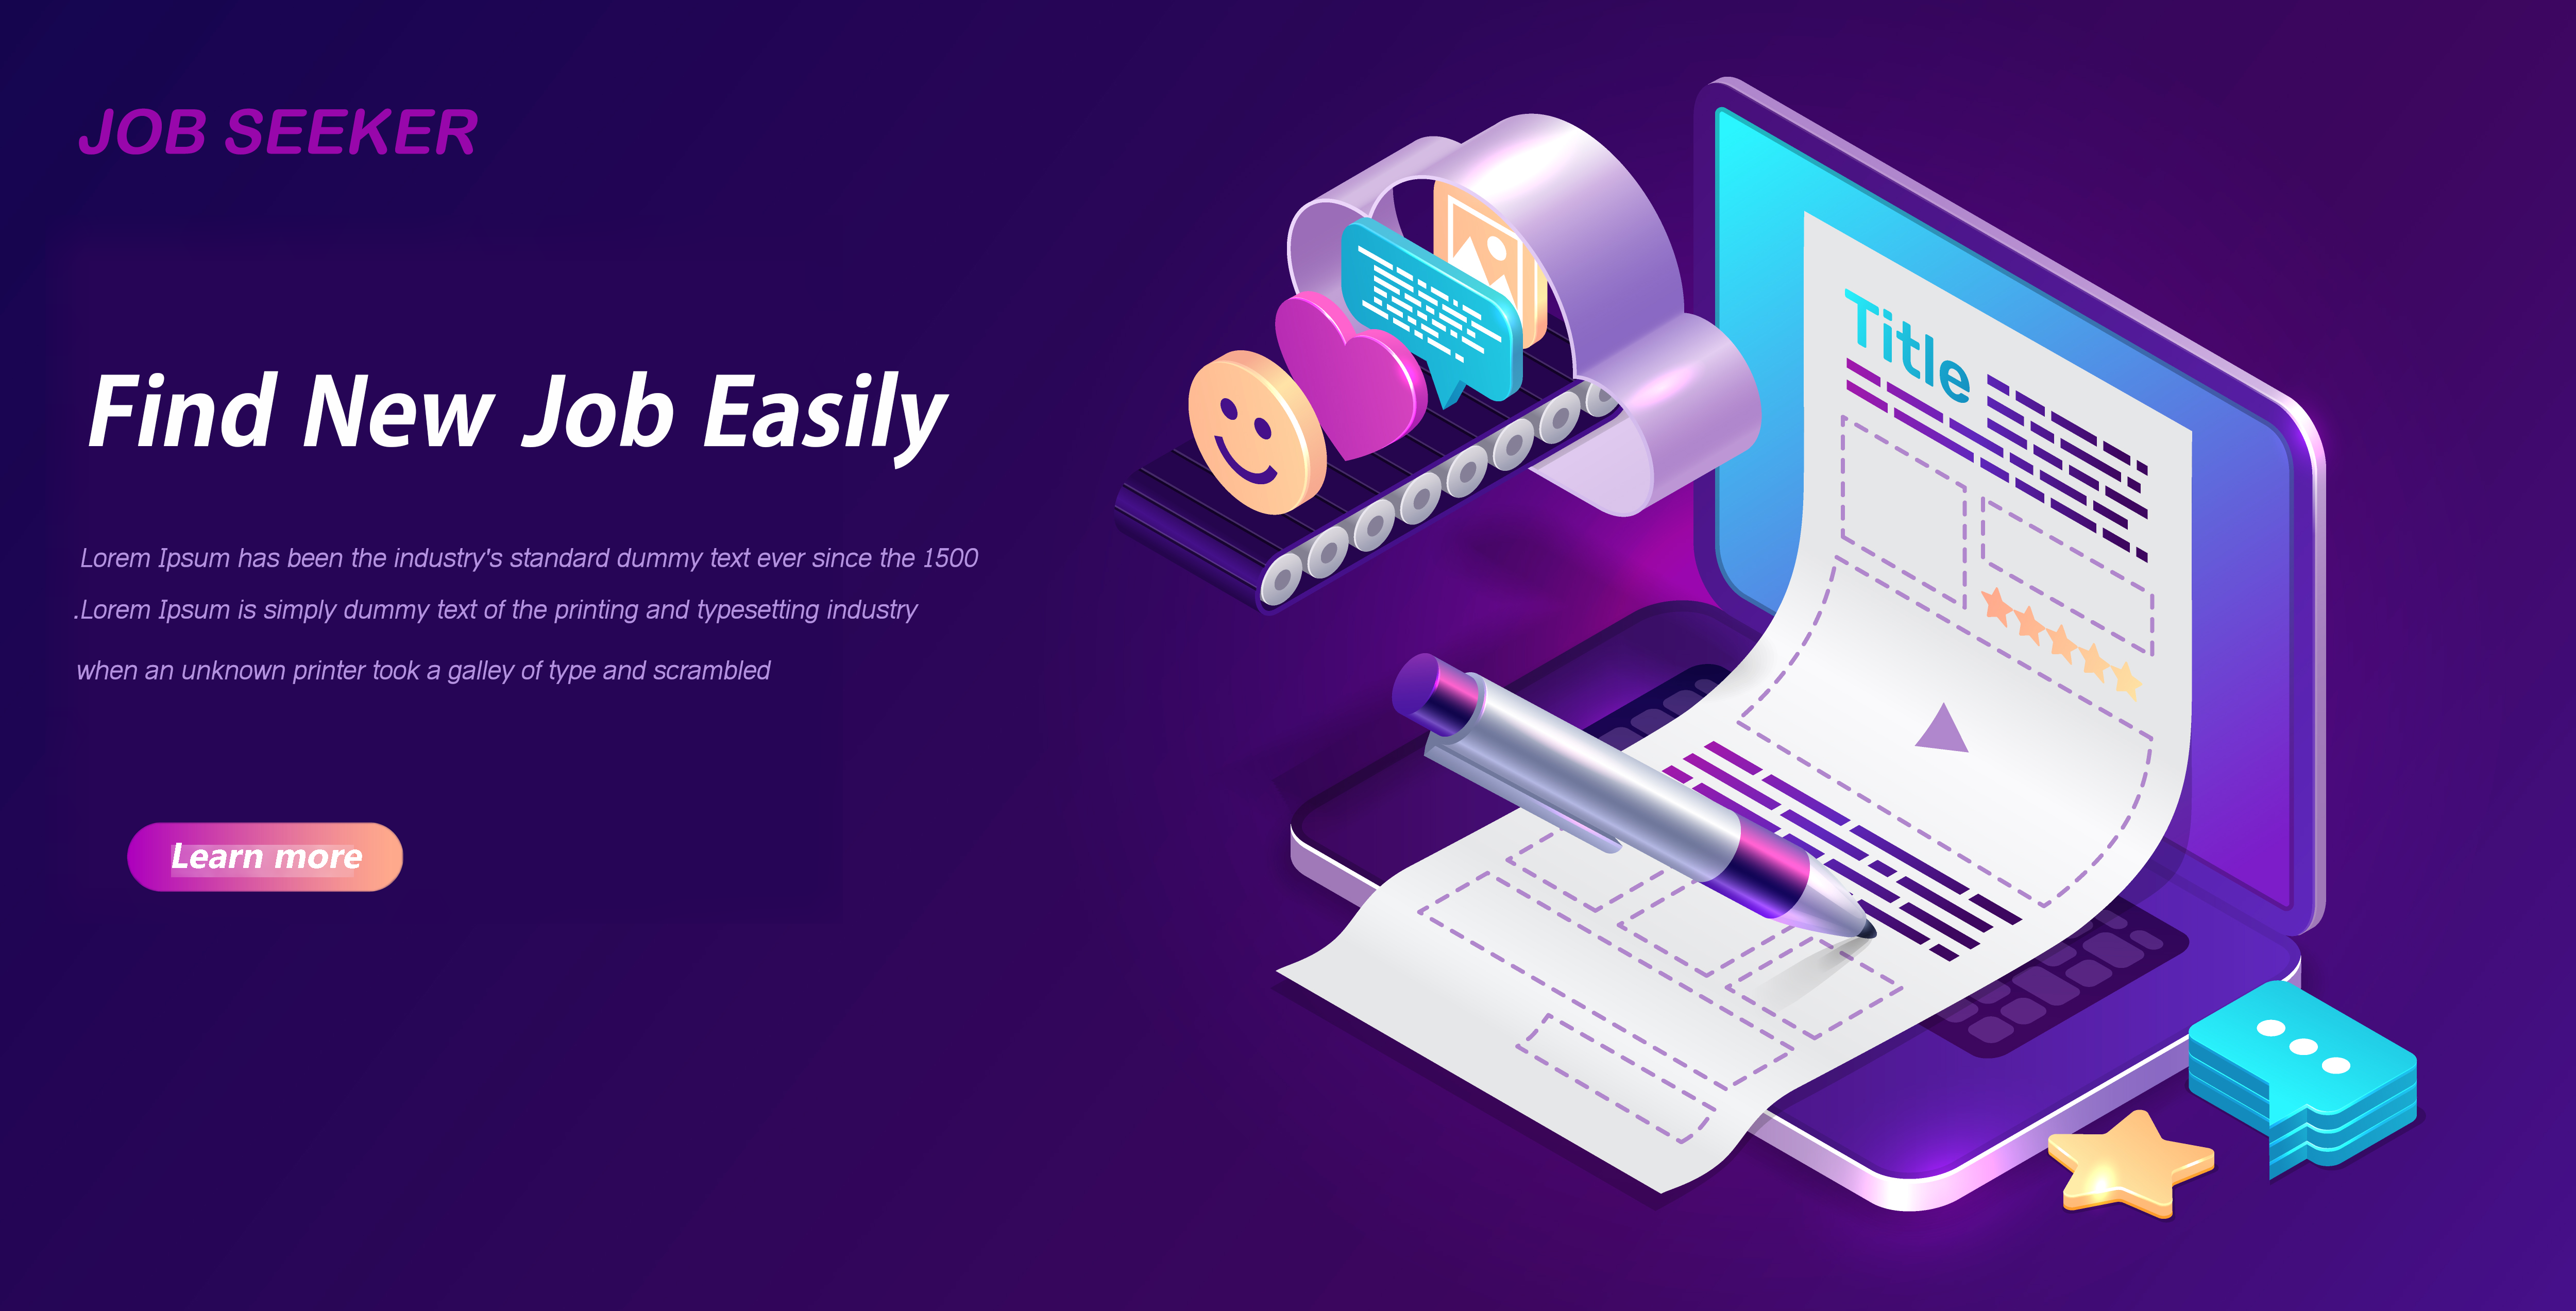 JOB SEEKER
Find New Job Easily
Lorem Ipsum has been the industry's standard dummy text ever since the 1500
.Lorem Ipsum is simply dummy text of the printing and typesetting industry
when an unknown printer took a galley of type and scrambled
Learn more
Title